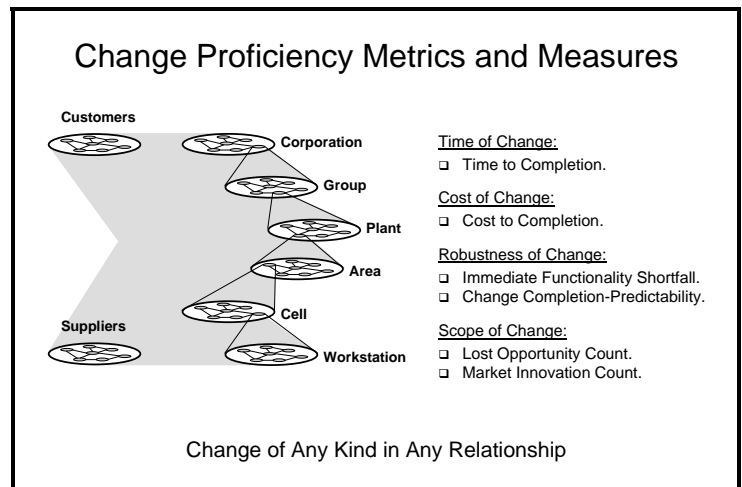 Change Proficiency Metrics and Measures
Customers
Corporation
Group
Plant
Area
Cell
Suppliers
Workstation
Time of Change:
❑ Time to Completion.
Cost of Change:
❑ Cost to Completion.
Robustness of Change:
❑ Immediate Functionality Shortfall.
❑ Change Completion-Predictability.
Scope of Change:
❑ Lost Opportunity Count.
❑ Market Innovation Count.
Change of Any Kind in Any Relationship